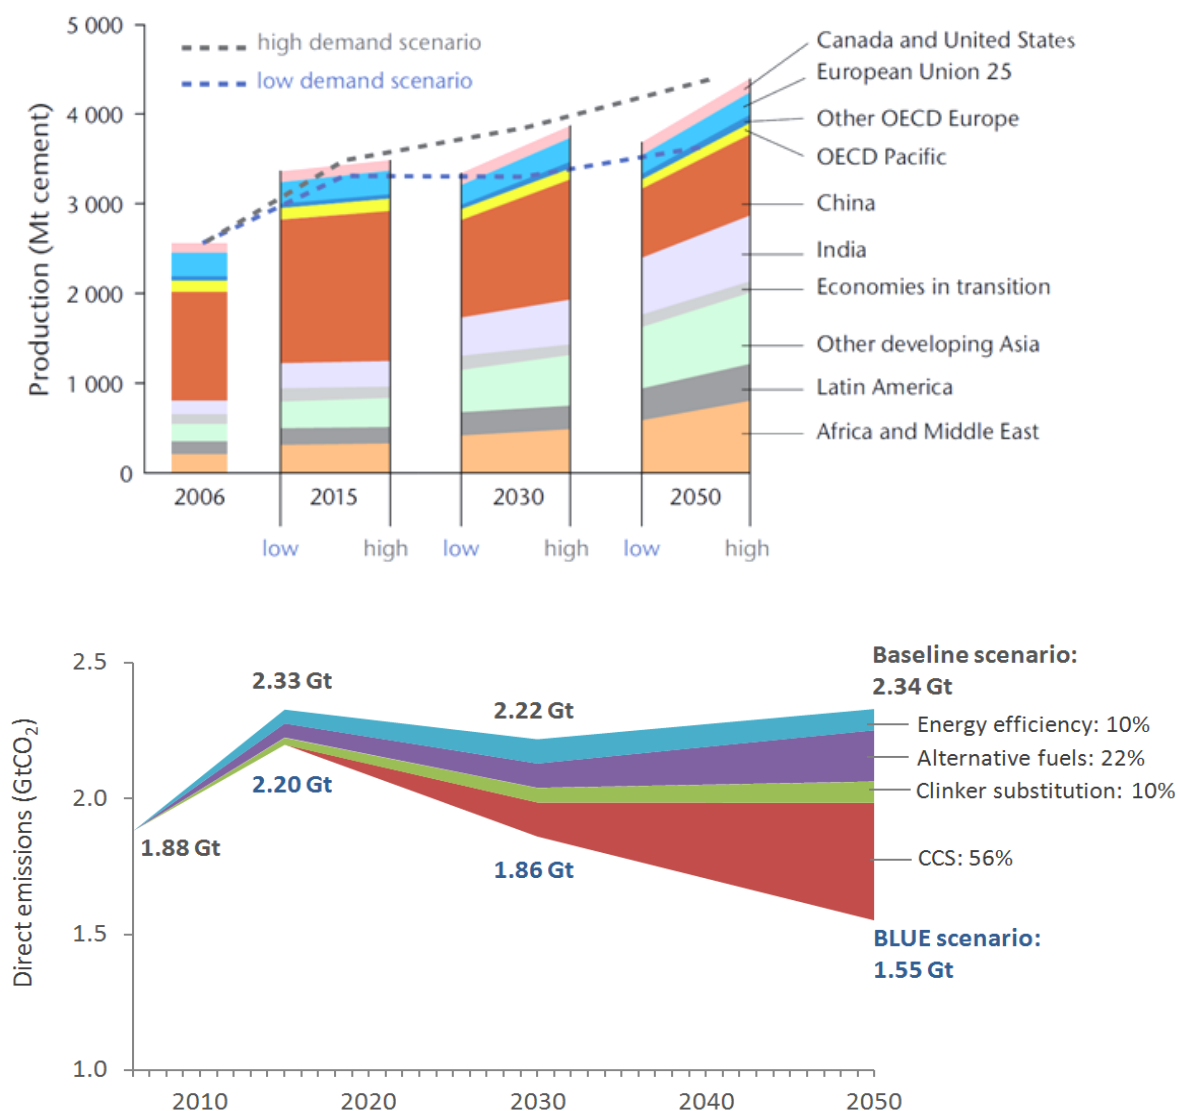 5 000
4 000
3 000
2 000
1 000
0
Production (Mt cement)
high demand scenario
low demand scenario
Canada and United States
European Union 25
Other OECD Europe
OECD Pacific
China
India
Economies in transition
Other developing Asia
Latin America
Africa and Middle East
2006 2015 2030 2050
low high low high low high
2.5
2.0
1.5
1.0
Direct emissions (GtCO₂)
Baseline scenario:
2.34 Gt
2.33 Gt
2.22 Gt
Energy efficiency: 10%
Alternative fuels: 22%
Clinker substitution: 10%
2.20 Gt
1.88 Gt
1.86 Gt
CCS: 56%
BLUE scenario:
1.55 Gt
2010 2020 2030 2040 2050